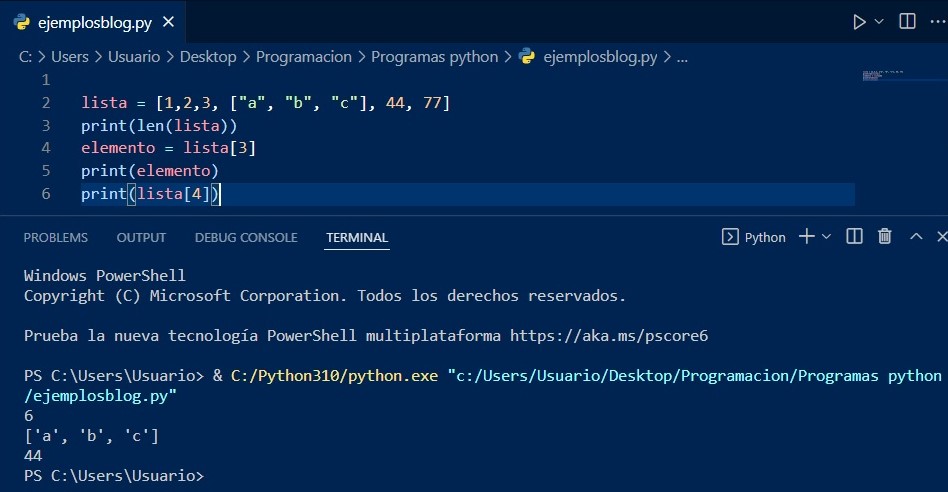 ejemplosblog.py
C: > Users > Usuario > Desktop > Programacion > Programas python > ejemplosblog.py > ...
1
2 lista = [1,2,3, ["a", "b", "c"], 44, 77]
3 print(len(lista))
4 elemento = lista[3]
5 print(elemento)
6 print(lista[4])
PROBLEMS OUTPUT DEBUG CONSOLE TERMINAL Python
Windows PowerShell
Copyright (C) Microsoft Corporation. Todos los derechos reservados.
Prueba la nueva tecnología PowerShell multiplataforma https://aka.ms/pscore6
PS C:\Users\Usuario> & C:/Python310/python.exe "c:/Users/Usuario/Desktop/Programacion/Programas python
/ejemplosblog.py"
6
['a', 'b', 'c']
44
PS C:\Users\Usuario>